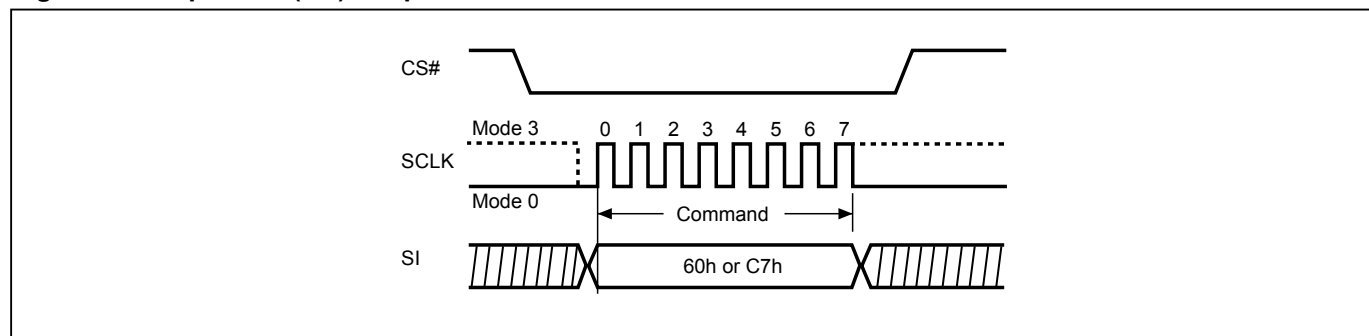 CS#
Mode 3
0 1 2 3 4 5 6 7
SCLK
Mode 0
Command
SI
60h or C7h